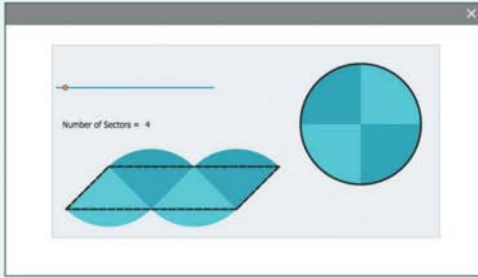 Number of Sectors = 4